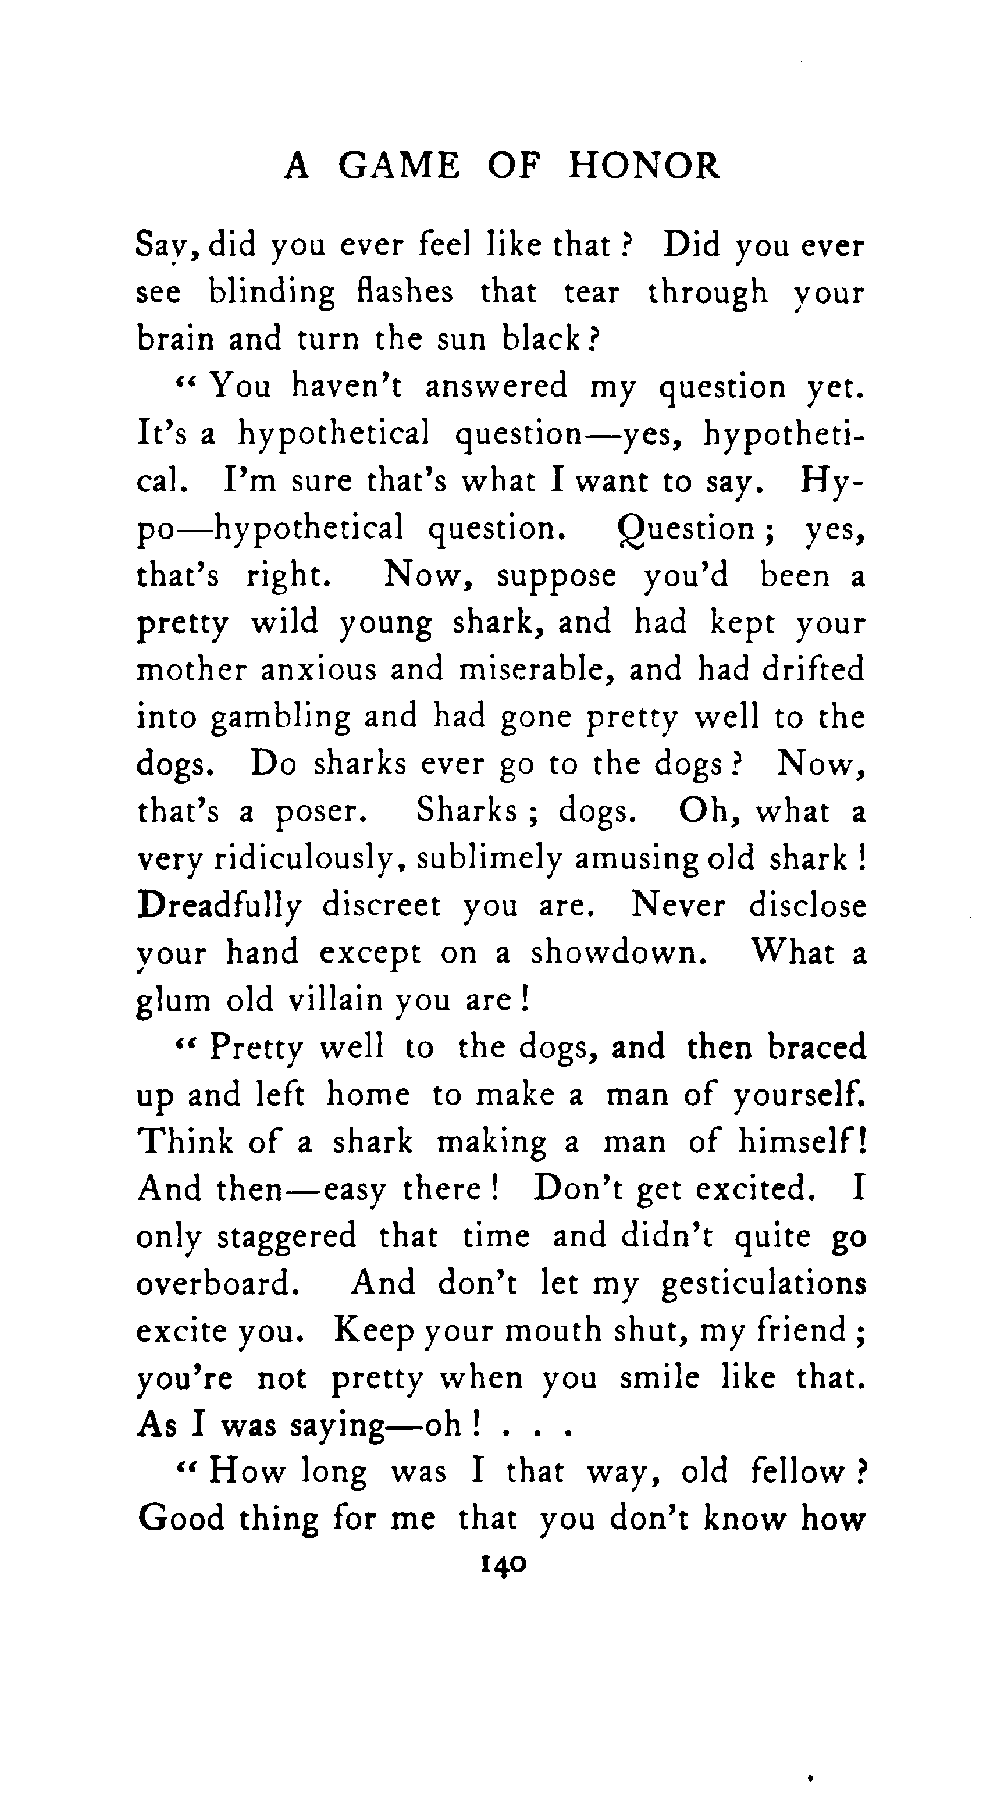 A GAME OF HONOR
Say, did you ever feel like that? Did you ever
see blinding flashes that tear through your
brain and turn the sun black?
“ You haven’t answered my question yet.
It’s a hypothetical question—yes, hypotheti-
cal. I’m sure that’s what I want to say. Hy-
po—hypothetical question. Question ; yes,
that’s right. Now, suppose you’d been a
pretty wild young shark, and had kept your
mother anxious and miserable, and had drifted
into gambling and had gone pretty well to the
dogs. Do sharks ever go to the dogs? Now,
that’s a poser. Sharks ; dogs. Oh, what a
very ridiculously, sublimely amusing old shark !
Dreadfully discreet you are. Never disclose
your hand except on a showdown. What a
glum old villain you are !
“ Pretty well to the dogs, and then braced
up and left home to make a man of yourself.
Think of a shark making a man of himself!
And then—easy there ! Don’t get excited. I
only staggered that time and didn’t quite go
overboard. And don’t let my gesticulations
excite you. Keep your mouth shut, my friend ;
you’re not pretty when you smile like that.
As I was saying—oh ! . . .
“ How long was I that way, old fellow ?
Good thing for me that you don’t know how
140